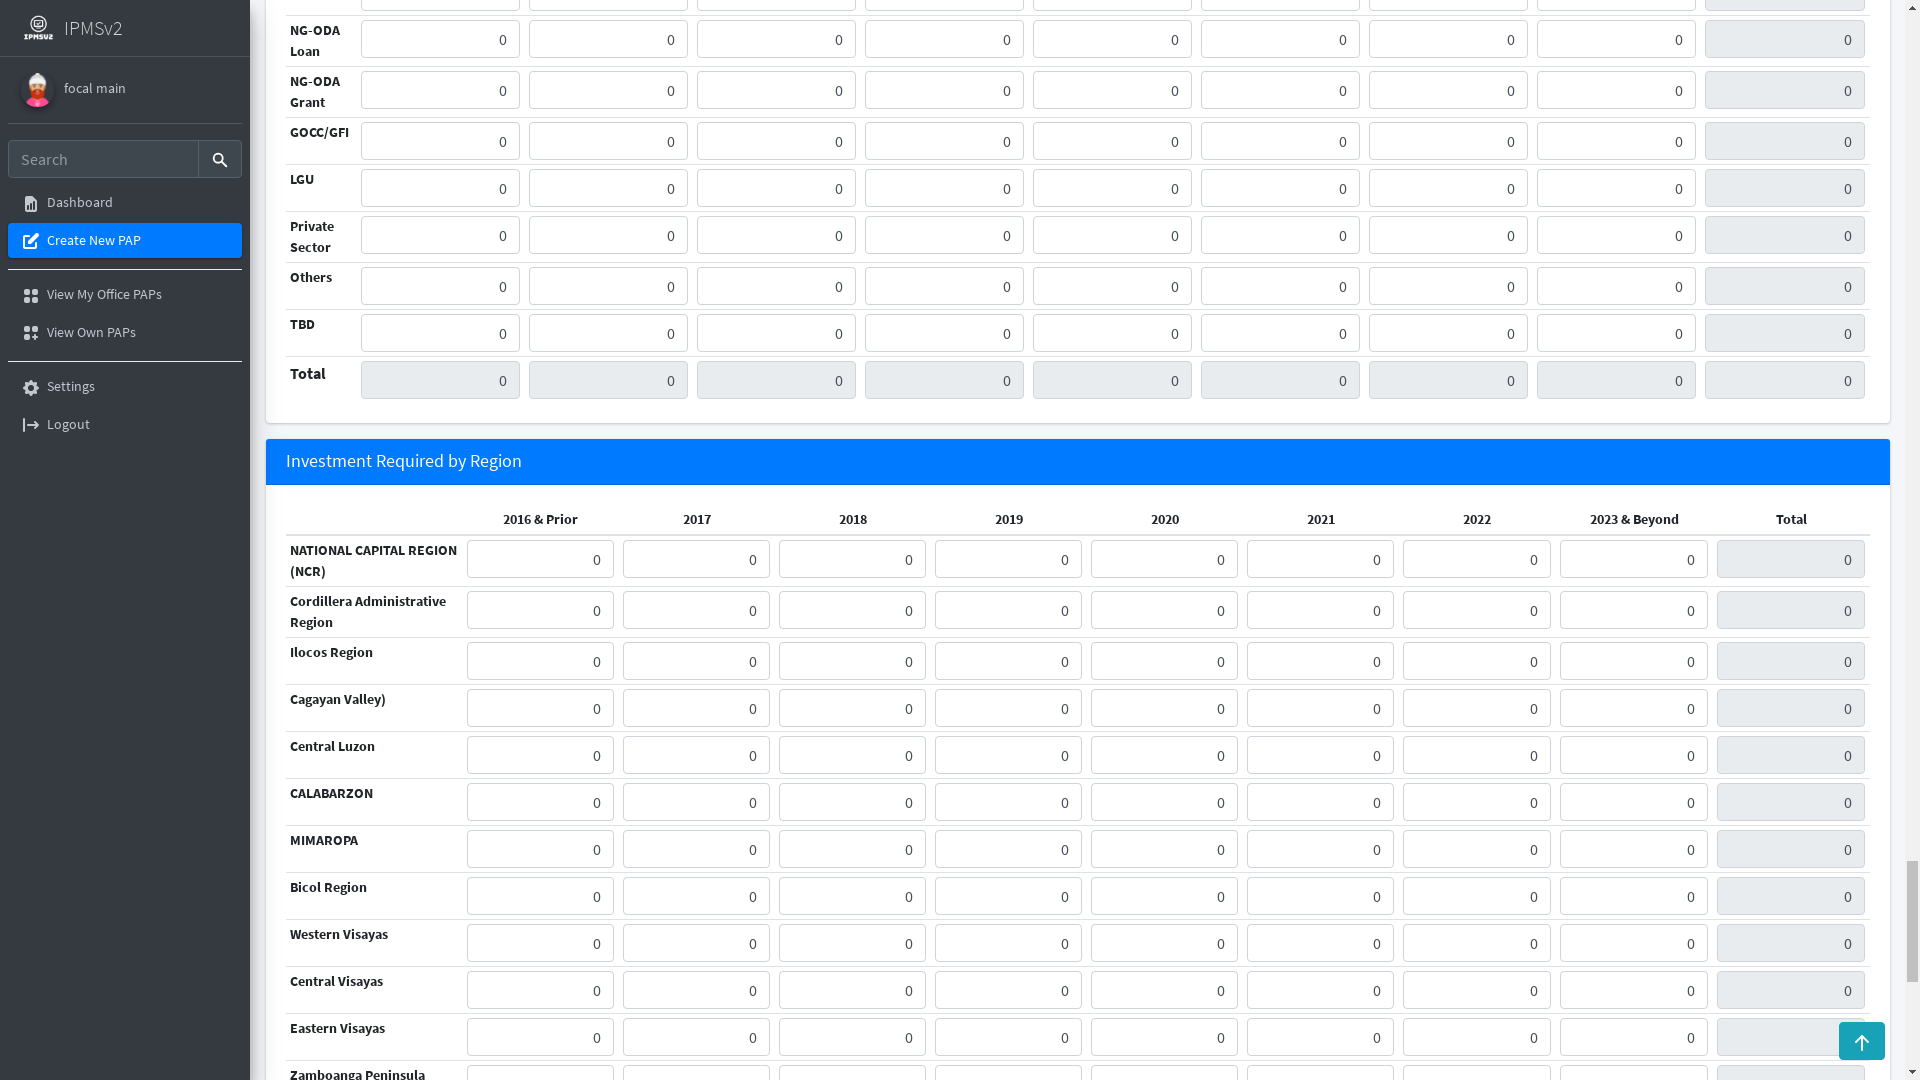 IPMSV2
IPMSv2
focal main
Search
Dashboard
Create New PAP
View My Office PAPs
View Own PAPs
Settings
Logout
NG-ODA
Loan
0 0 0 0 0 0 0 0 0
NG-ODA
Grant
0 0 0 0 0 0 0 0 0
GOCC/GFI
0 0 0 0 0 0 0 0 0
LGU
0 0 0 0 0 0 0 0 0
Private
Sector
0 0 0 0 0 0 0 0 0
Others
0 0 0 0 0 0 0 0 0
TBD
0 0 0 0 0 0 0 0 0
Total
0 0 0 0 0 0 0 0 0
Investment Required by Region
2016 & Prior 2017 2018 2019 2020 2021 2022 2023 & Beyond Total
NATIONAL CAPITAL REGION
(NCR)
0 0 0 0 0 0 0 0 0
Cordillera Administrative
Region
0 0 0 0 0 0 0 0 0
Ilocos Region
0 0 0 0 0 0 0 0 0
Cagayan Valley)
0 0 0 0 0 0 0 0 0
Central Luzon
0 0 0 0 0 0 0 0 0
CALABARZON
0 0 0 0 0 0 0 0 0
MIMAROPA
0 0 0 0 0 0 0 0 0
Bicol Region
0 0 0 0 0 0 0 0 0
Western Visayas
0 0 0 0 0 0 0 0 0
Central Visayas
0 0 0 0 0 0 0 0 0
Eastern Visayas
0 0 0 0 0 0 0 0
Zamboanga Peninsula